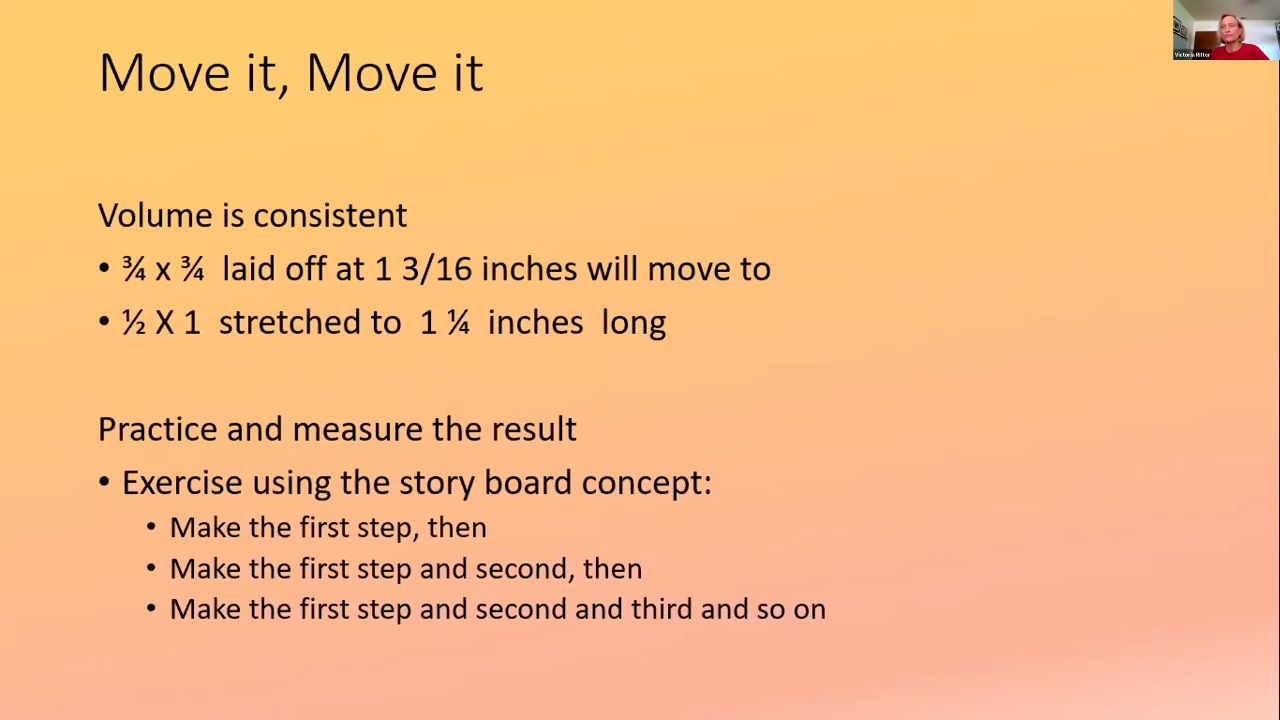 Move it, Move it
Victoria Ritter
Volume is consistent
• ¾ x ¾ laid off at 1 3/16 inches will move to
• ½ X 1 stretched to 1 ¼ inches long
Practice and measure the result
• Exercise using the story board concept:
• Make the first step, then
• Make the first step and second, then
• Make the first step and second and third and so on